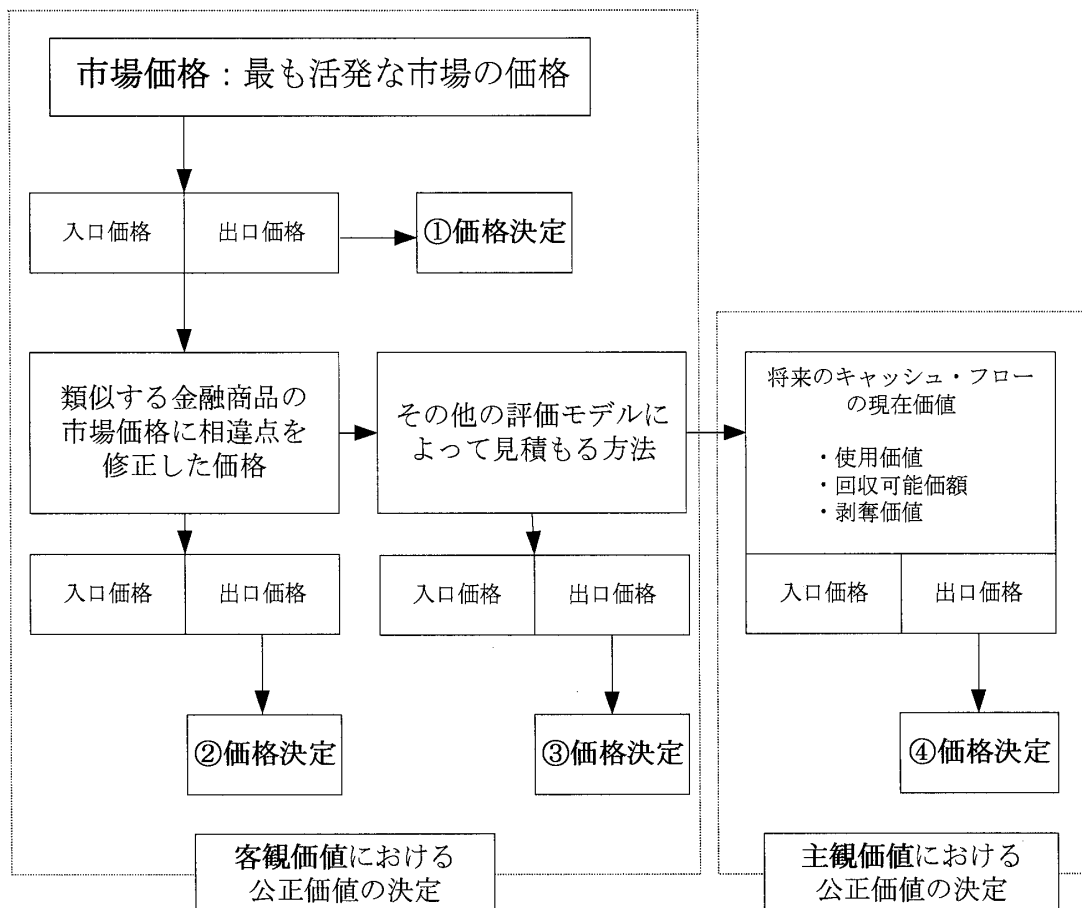 市場価格：最も活発な市場の価格
入口価格
出口価格
①価格決定
類似する金融商品の
市場価格に相違点を
修正した価格
その他の評価モデルに
よって見積もる方法
将来のキャッシュ・フロー
の現在価値
・使用価値
・回収可能価額
・剥奪価値
入口価格
出口価格
入口価格
出口価格
入口価格
出口価格
②価格決定
③価格決定
④価格決定
客観価値における
公正価値の決定
主観価値における
公正価値の決定